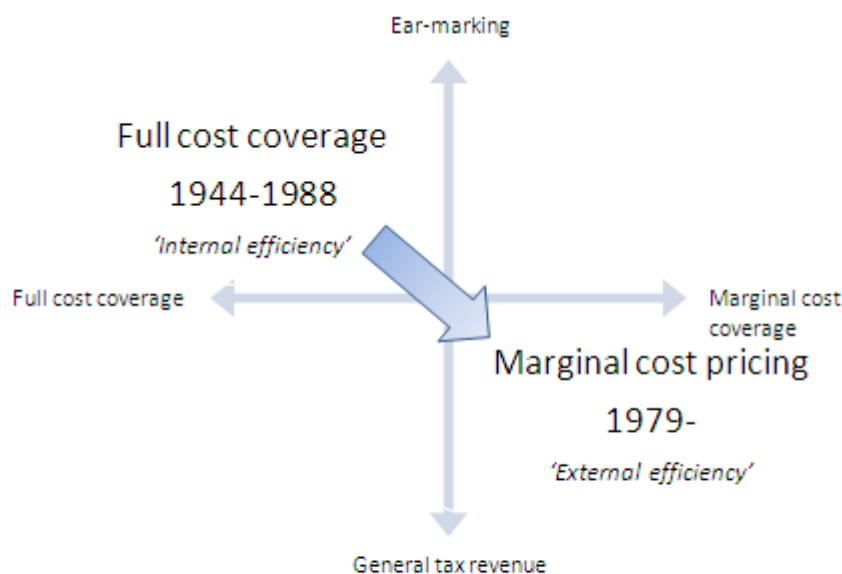 Ear-marking
Full cost coverage
1944-1988
‘Internal efficiency’
Full cost coverage
Marginal cost
coverage
Marginal cost pricing
1979-
‘External efficiency’
General tax revenue